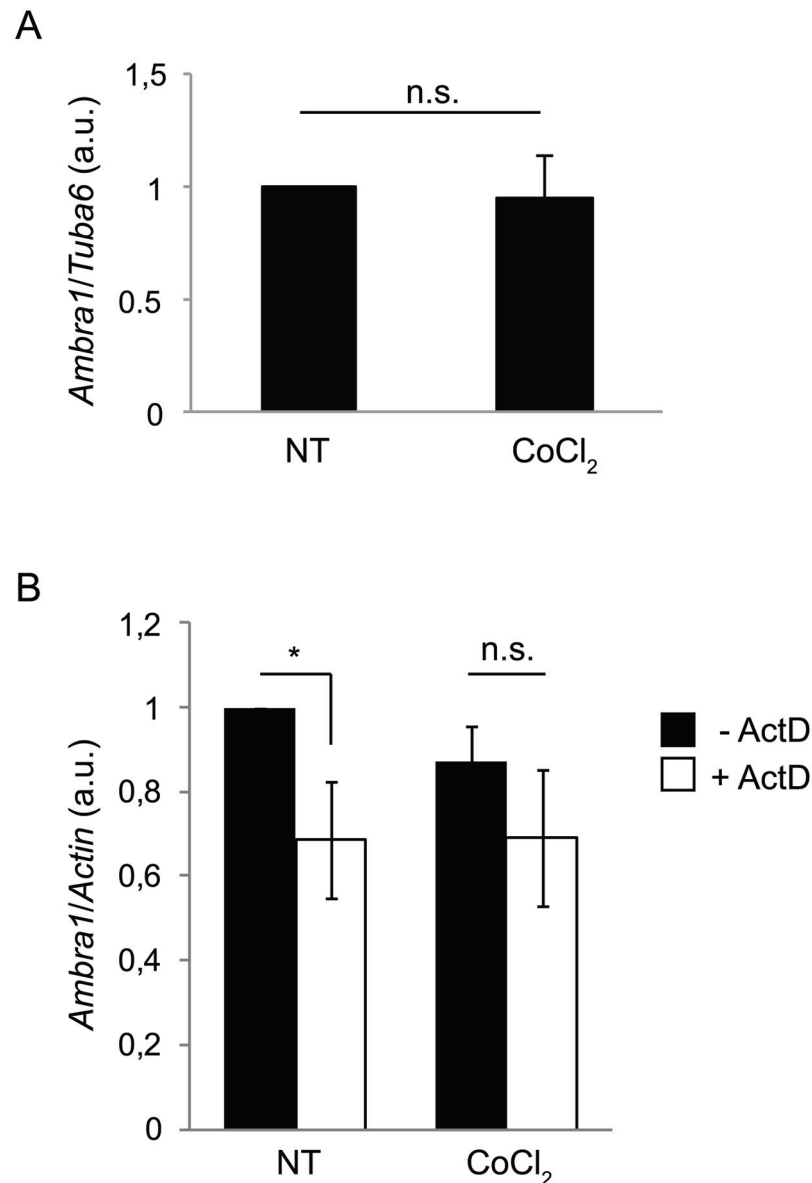 A
Ambra1/Tuba6 (a.u.)
1,5
1
0.5
0
n.s.
NT
CoCl₂
B
Ambra1/Actin (a.u.)
1,2
1
0,8
0,6
0,4
0,2
0
*
n.s.
- ActD
+ ActD
NT
CoCl₂